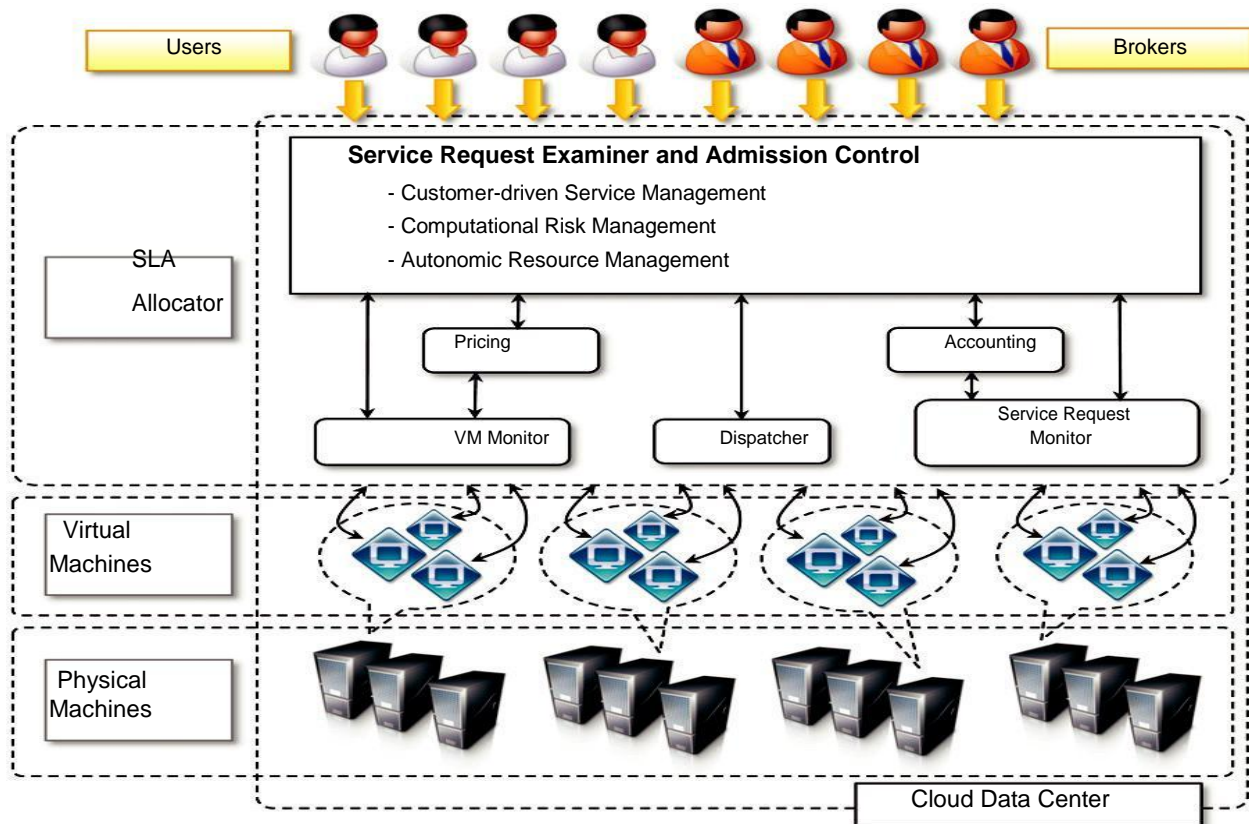 Users
Brokers
Service Request Examiner and Admission Control
- Customer-driven Service Management
- Computational Risk Management
- Autonomic Resource Management
SLA
Allocator
Pricing
Accounting
VM Monitor
Dispatcher
Service Request
Monitor
Virtual
Machines
Physical
Machines
Cloud Data Center